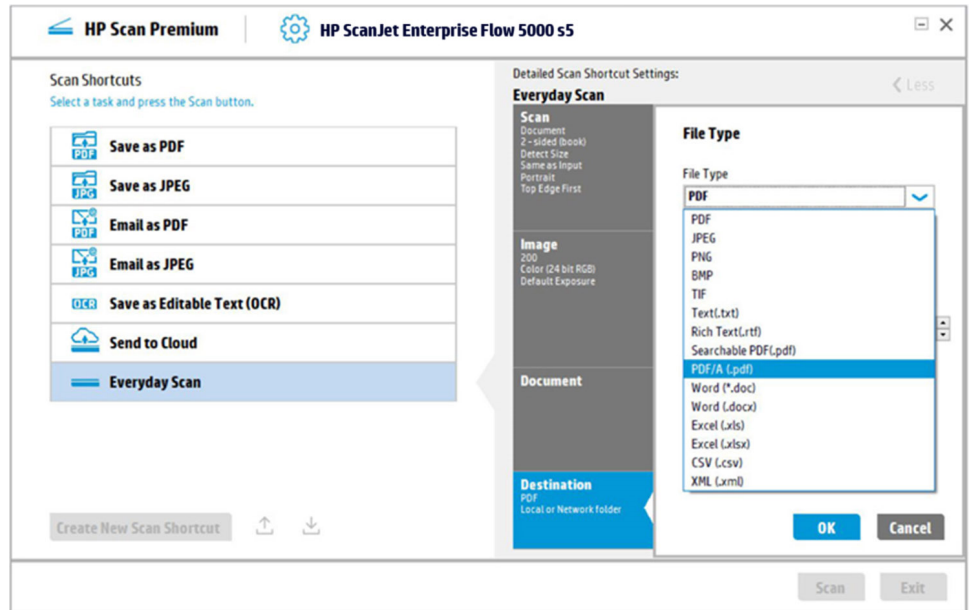 HP Scan Premium
HP ScanJet Enterprise Flow 5000 s5
Scan Shortcuts
Select a task and press the Scan button.
PDF
Save as PDF
JPG
Save as JPEG
PDF
Email as PDF
JPG
Email as JPEG
OCR
Save as Editable Text (OCR)
Send to Cloud
Everyday Scan
Create New Scan Shortcut
Detailed Scan Shortcut Settings:
Less
Everyday Scan
Scan
Document
2 - sided (book)
Detect Size
Same as Input
Portrait
Top Edge First
Image
200
Color (24 bit RGB)
Default Exposure
Document
Destination
PDF
Local or Network folder
File Type
File Type
PDF
PDF
JPEG
PNG
BMP
TIF
Text(.txt)
Rich Text(.rtf)
Searchable PDF(.pdf)
PDF/A (.pdf)
Word (*.doc)
Word (.docx)
Excel (.xls)
Excel (.xlsx)
CSV (.csv)
XML (.xml)
OK
Cancel
Scan
Exit